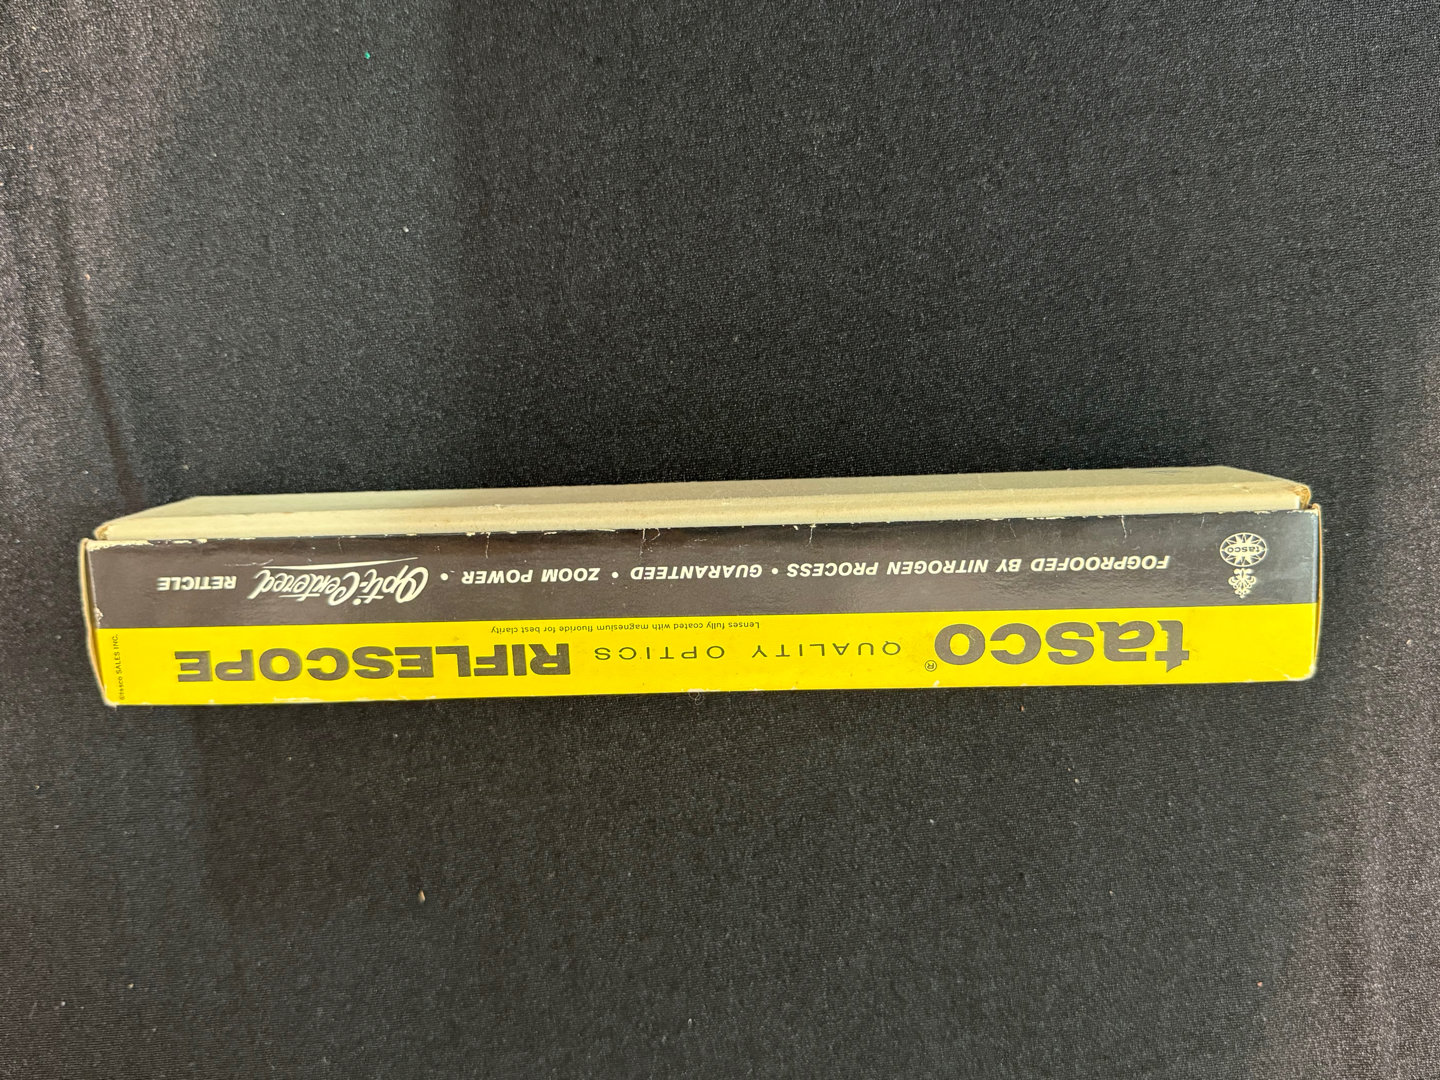 tasco® QUALITY OPTICS RIFLESCOPE
Lenses fully coated with magnesium fluoride for best clarity
©tasco SALES INC.
tasco
FOGPROOFED BY NITROGEN PROCESS • GUARANTEED • ZOOM POWER • Opti-Centered RETICLE